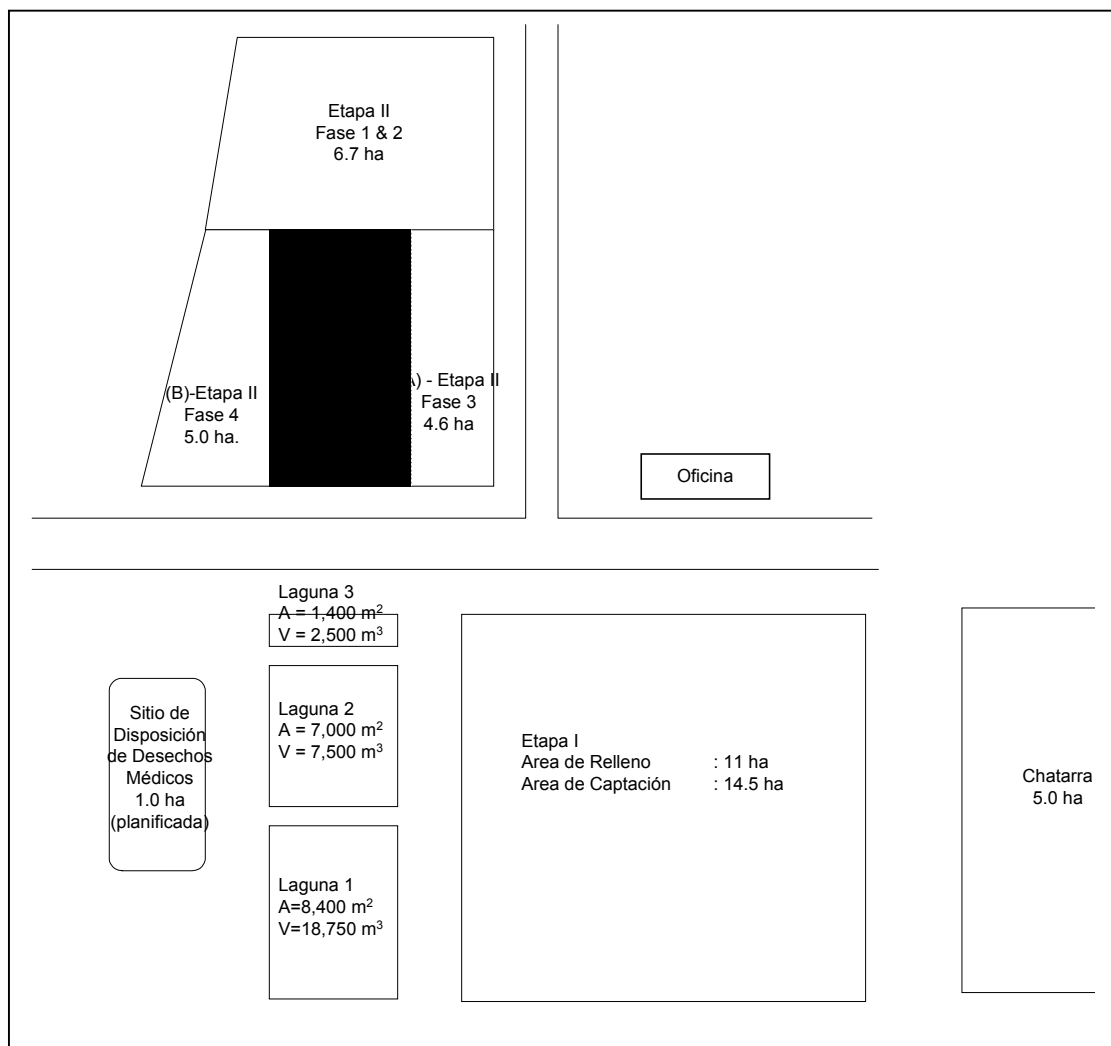 Etapa II
Fase 1 & 2
6.7 ha
(B)-Etapa II
Fase 4
5.0 ha.
) - Etapa II
Fase 3
4.6 ha
Oficina
Laguna 3
A = 1,400 m²
V = 2,500 m³
Sitio de
Disposición
de Desechos
Médicos
1.0 ha
(planificada)
Laguna 2
A = 7,000 m²
V = 7,500 m³
Etapa I
Area de Relleno : 11 ha
Area de Captación : 14.5 ha
Chatarra
5.0 ha
Laguna 1
A=8,400 m²
V=18,750 m³